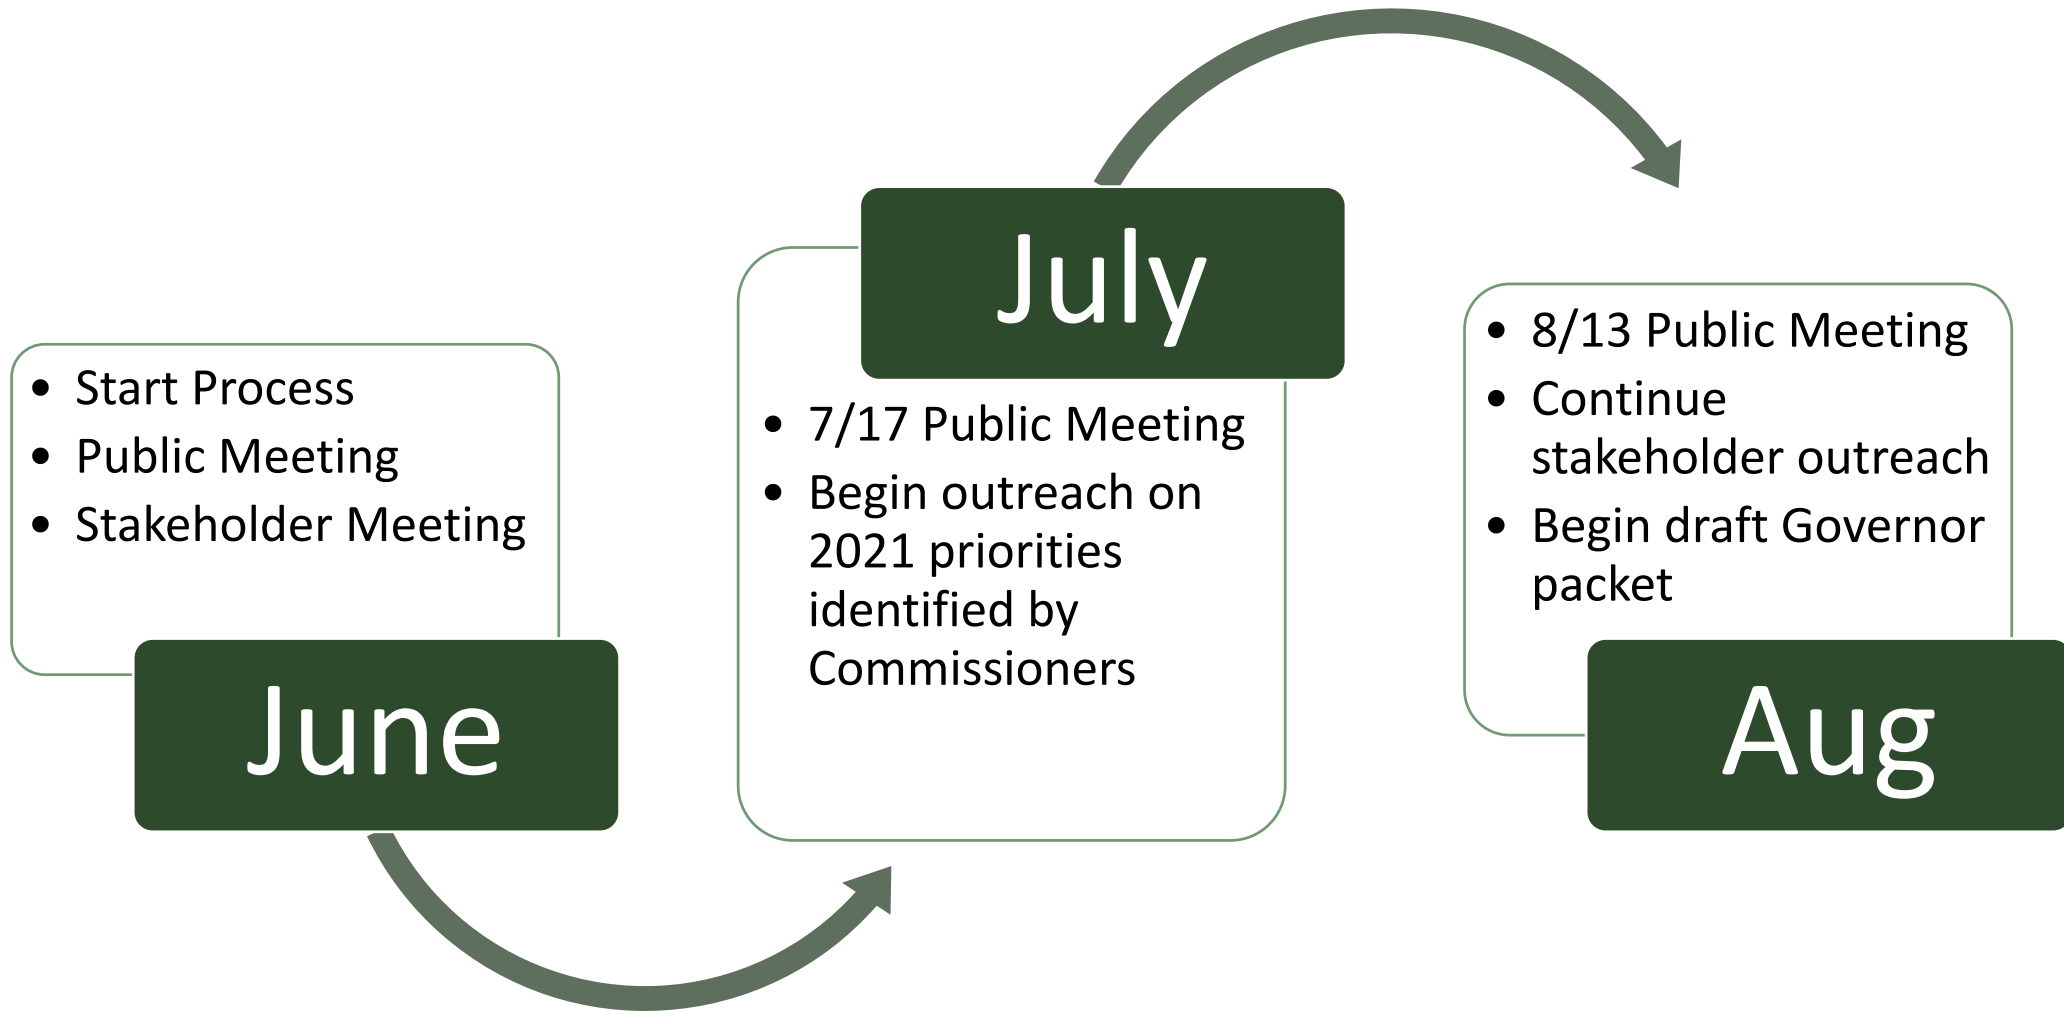 • Start Process
• Public Meeting
• Stakeholder Meeting
June
July
• 7/17 Public Meeting
• Begin outreach on
2021 priorities
identified by
Commissioners
• 8/13 Public Meeting
• Continue
stakeholder outreach
• Begin draft Governor
packet
Aug